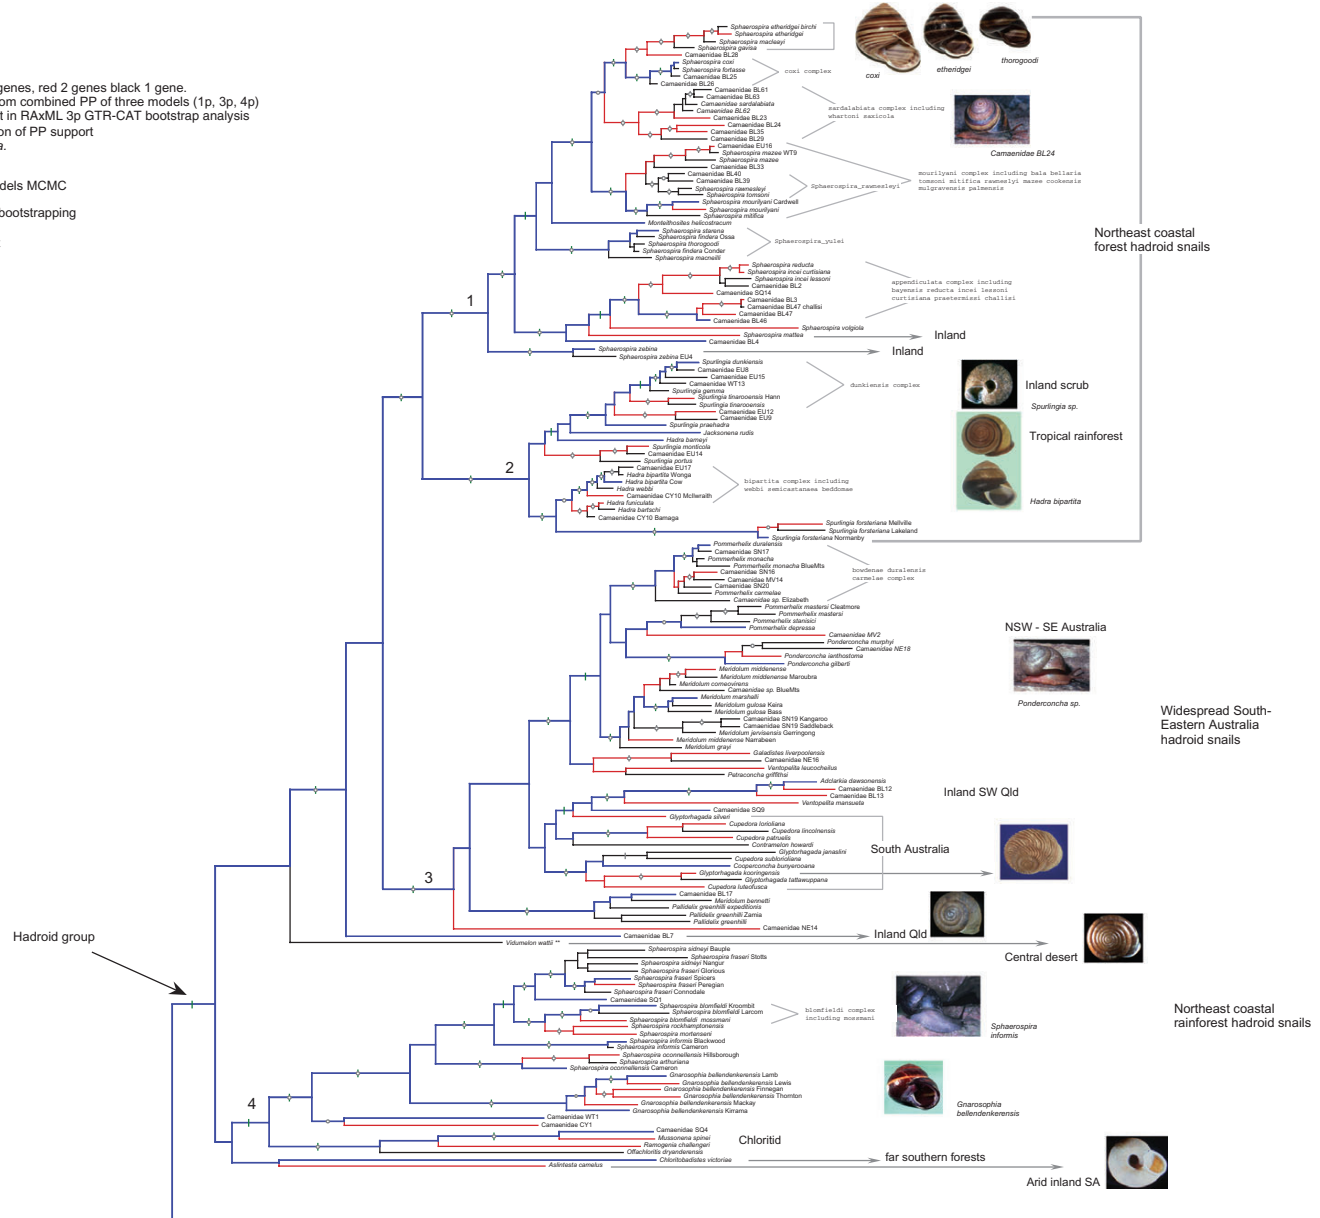 genes, red 2 genes black 1 gene.
om combined PP of three models (1p, 3p, 4p)
t in RAxML 3p GTR-CAT bootstrap analysis
on of PP support
a.
dels MCMC
bootstrapping
Sphaerospira etheridgei birchi
Sphaerospira etheridgei
Sphaerospira macleayi
Sphaerospira gavisa
Camaenidae BL28
Sphaerospira coxi
Sphaerospira fortasse
Camaenidae BL25
Camaenidae BL26
coxi complex
coxi
etheridgei
thorogoodi
Camaenidae BL61
Camaenidae BL63
Camaenidae sardalabiata
Camaenidae BL62
Camaenidae BL23
Camaenidae BL24
Camaenidae BL35
Camaenidae BL29
sardalabiata complex including
whartoni saxicola
Camaenidae BL24
Camaenidae EU16
Sphaerospira mazee WT9
Sphaerospira mazee
Camaenidae BL33
Camaenidae BL40
Camaenidae BL39
Sphaerospira rawnesleyi
Sphaerospira tomsoni
Sphaerospira mourilyani Cardwell
Sphaerospira mourilyani
Sphaerospira mitifica
Sphaerospira_rawnesleyi
mourilyani complex including bala bellaria
tomsoni mitifica rawneslyi mazee cookensis
mulgravensis palmensis
Monteithosites helicostracum
Sphaerospira starena
Sphaerospira findera Ossa
Sphaerospira thorogoodi
Sphaerospira findera Conder
Sphaerospira macneilli
Sphaerospira_yulei
Northeast coastal
forest hadroid snails
Sphaerospira reducta
Sphaerospira incei curtisiana
Sphaerospira incei lessoni
Camaenidae BL2
Camaenidae SQ14
Camaenidae BL3
Camaenidae BL47 challisi
Camaenidae BL47
Camaenidae BL46
appendiculata complex including
bayensis reducta incei lessoni
curtisiana praetermissi challisi
1
Sphaerospira volgiola
Sphaerospira mattea
Inland
Camaenidae BL4
Sphaerospira zebina
Sphaerospira zebina EU4
Inland
Spurlingia dunkiensis
Camaenidae EU8
Camaenidae EU15
Camaenidae WT13
Spurlingia gemma
Spurlingia tinarooensis Hann
Spurlingia tinarooensis
Camaenidae EU12
Camaenidae EU9
Spurlingia praehadra
dunkiensis complex
Inland scrub
Spurlingia sp.
Jacksonena rudis
Hadra barneyi
Spurlingia monticola
Camaenidae EU14
Spurlingia portus
Tropical rainforest
2
Camaenidae EU17
Hadra bipartita Wonga
Hadra bipartita Cow
Hadra webbi
Camaenidae CY10 McIlwraith
Hadra funiculata
Hadra bartschi
Camaenidae CY10 Bamaga
bipartita complex including
webbi semicastanaea beddomae
Hadra bipartita
Spurlingia forsteriana Mellville
Spurlingia forsteriana Lakeland
Spurlingia forsteriana Normanby
Pommerhelix duralensis
Camaenidae SN17
Pommerhelix monacha
Pommerhelix monacha BlueMts
Camaenidae SN16
Camaenidae MV14
Camaenidae SN20
Pommerhelix carmelae
Camaenidae sp. Elizabeth
bowdenae duralensis
carmelae complex
Pommerhelix mastersi Cleatmore
Pommerhelix mastersi
Pommerhelix stanisici
Pommerhelix depressa
Camaenidae MV2
Ponderconcha murphyi
Camaenidae NE18
Ponderconcha ianthostoma
Ponderconcha gilberti
NSW - SE Australia
Ponderconcha sp.
Meridolum middenense
Meridolum middenense Maroubra
Meridolum corneovirens
Camaenidae sp. BlueMts
Meridolum marshalli
Meridolum gulosa Keira
Meridolum gulosa Bass
Camaenidae SN19 Kangaroo
Camaenidae SN19 Saddleback
Meridolum jervisensis Gerringong
Meridolum middenense Narrabeen
Meridolum grayi
Widespread South-
Eastern Australia
hadroid snails
Galadistes liverpoolensis
Camaenidae NE16
Ventopelita leucocheilus
Petraconcha griffithsi
Adclarkia dawsonensis
Camaenidae BL12
Camaenidae BL13
Ventopelita mansueta
Inland SW Qld
Camaenidae SQ9
Glyptorhagada silveri
Cupedora lorioliana
Cupedora lincolnensis
Cupedora patruelis
Contramelon howardi
Glyptorhagada janaslini
Cupedora sublorioliana
Cooperconcha bunyerooana
Glyptorhagada kooringensis
Glyptorhagada tattawuppana
Cupedora luteofusca
South Australia
3
Camaenidae BL17
Meridolum bennetti
Pallidelix greenhilli expeditionis
Pallidelix greenhilli Zamia
Pallidelix greenhilli
Camaenidae NE14
Camaenidae BL7
Inland Qld
Vidumelon wattii **
Central desert
Hadroid group
Sphaerospira sidneyi Bauple
Sphaerospira fraseri Stotts
Sphaerospira sidneyi Nangur
Sphaerospira fraseri Glorious
Sphaerospira fraseri Spicers
Sphaerospira fraseri Peregian
Sphaerospira fraseri Connodale
Camaenidae SQ1
Sphaerospira blomfieldi Kroombit
Sphaerospira blomfieldi Larcom
Sphaerospira blomfieldi mossmani
Sphaerospira rockhamptonensis
Sphaerospira mortenseni
blomfieldi complex
including mossmani
Sphaerospira
informis
Northeast coastal
rainforest hadroid snails
Sphaerospira informis Blackwood
Sphaerospira informis Cameron
Sphaerospira oconnellensis Hillsborough
Sphaerospira arthuriana
Sphaerospira oconnellensis Cameron
Gnarosophia bellendenkerensis Lamb
Gnarosophia bellendenkerensis Lewis
Gnarosophia bellendenkerensis Finnegan
Gnarosophia bellendenkerensis Thornton
Gnarosophia bellendenkerensis Mackay
Gnarosophia bellendenkerensis Kirrama
Gnarosophia
bellendenkerensis
4
Camaenidae WT1
Camaenidae CY1
Camaenidae SQ4
Mussonena spinei
Ramogenia challengeri
Offachloritis dryanderensis
Chloritid
Chloritobadistes victoriae
far southern forests
Aslintesta camelus
Arid inland SA